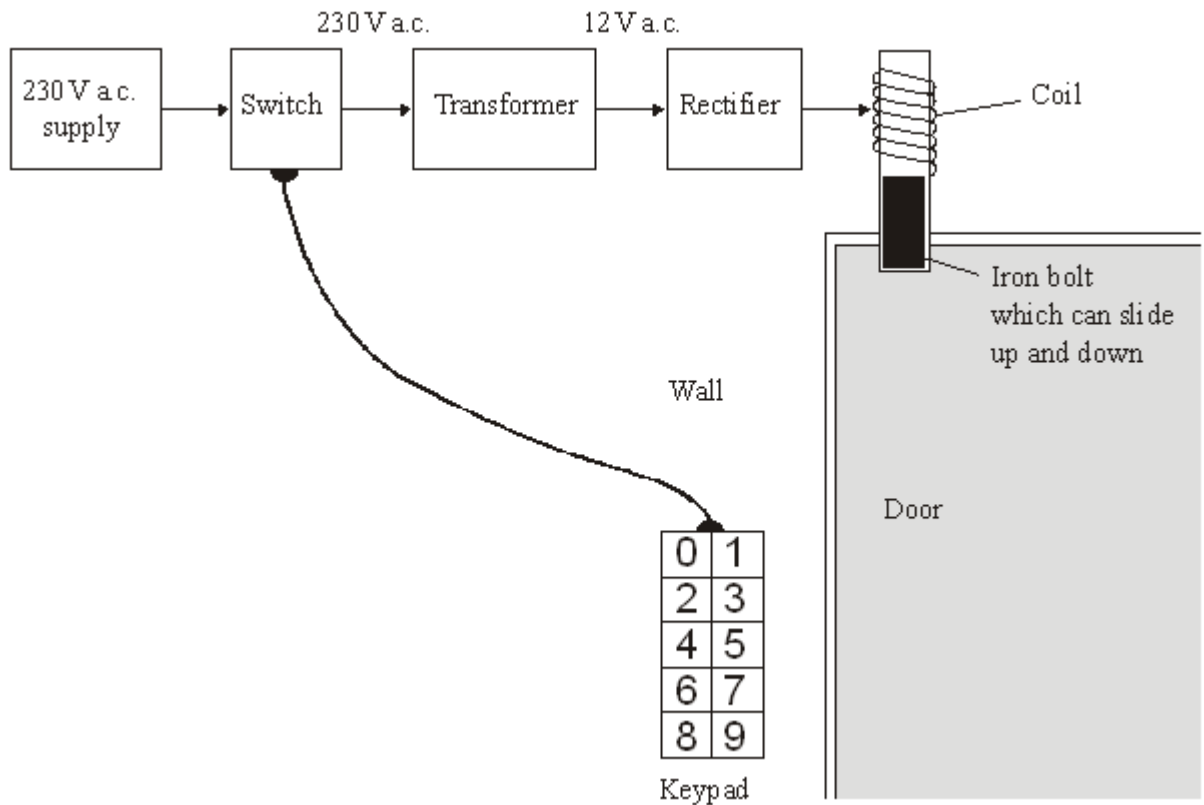 230 V a.c.
12 V a.c.
230 V a.c.
supply
Switch
Transformer
Rectifier
Coil
Iron bolt
which can slide
up and down
Wall
Door
0 1
2 3
4 5
6 7
8 9
Keypad